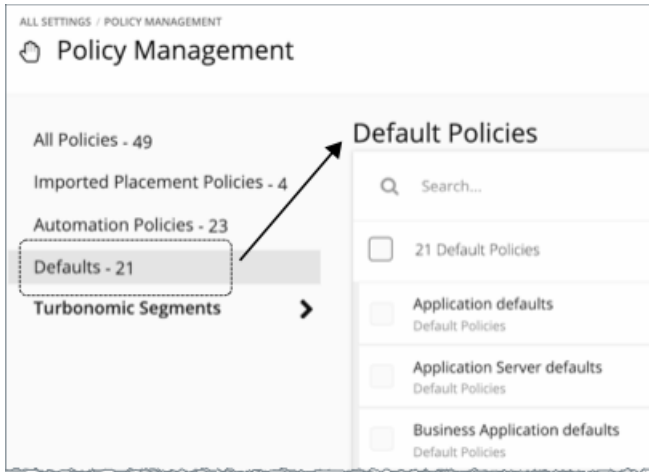 ALL SETTINGS / POLICY MANAGEMENT
Policy Management
All Policies - 49
Imported Placement Policies - 4
Automation Policies - 23
Defaults - 21
Turbonomic Segments
Default Policies
Search...
21 Default Policies
Application defaults
Default Policies
Application Server defaults
Default Policies
Business Application defaults
Default Policies